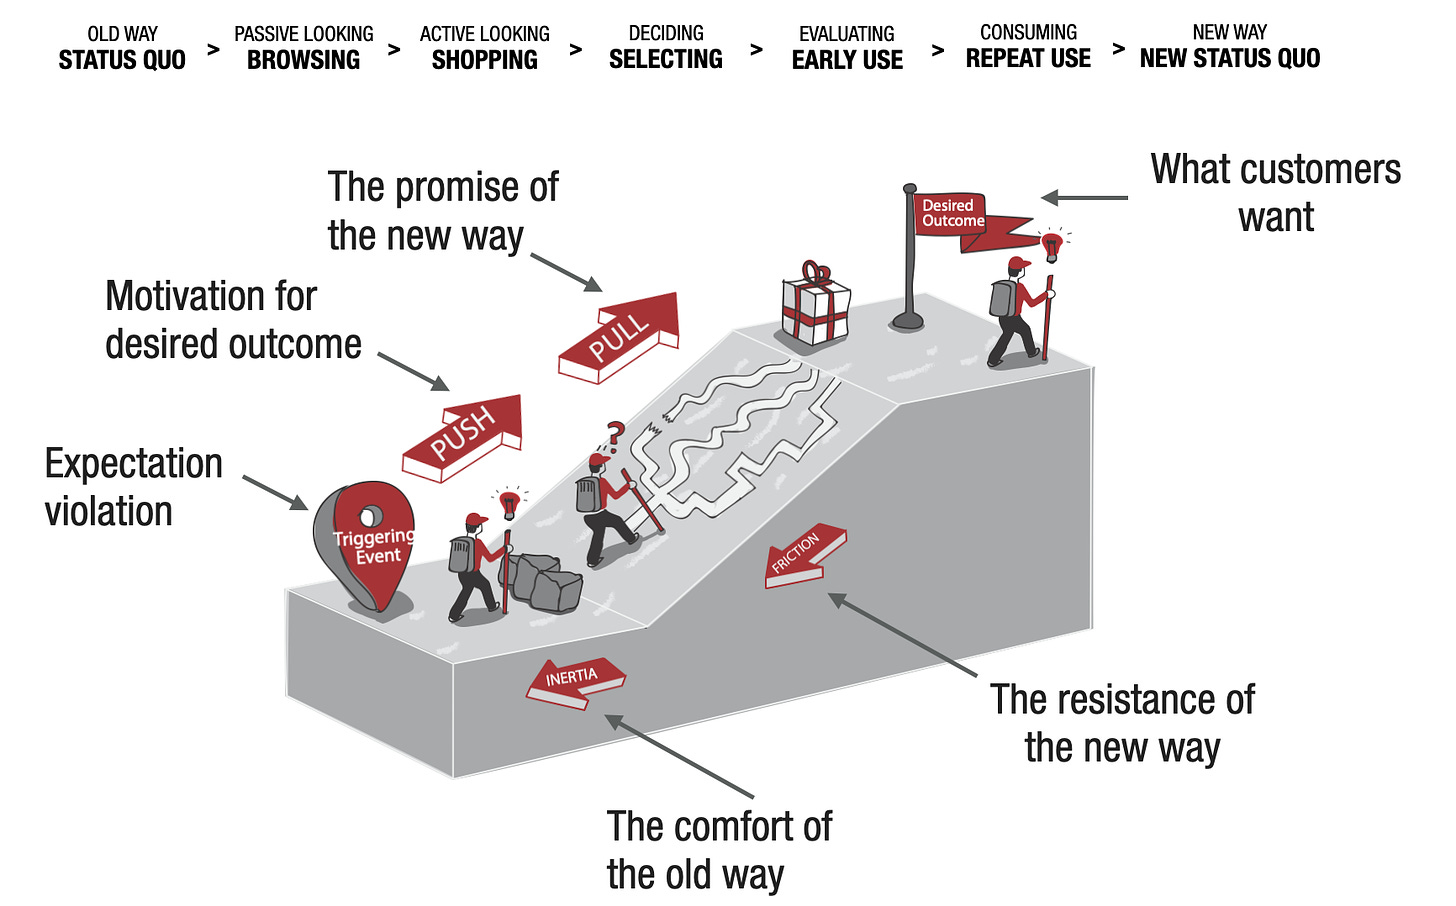 OLD WAY
STATUS QUO
>
PASSIVE LOOKING
BROWSING
>
ACTIVE LOOKING
SHOPPING
>
DECIDING
SELECTING
>
EVALUATING
EARLY USE
>
CONSUMING
REPEAT USE
>
NEW WAY
NEW STATUS QUO
What customers
want
The promise of
the new way
Desired
Outcome
Motivation for
desired outcome
PULL
PUSH
?
Expectation
violation
Triggering
Event
FRICTION
INERTIA
The resistance of
the new way
The comfort of
the old way